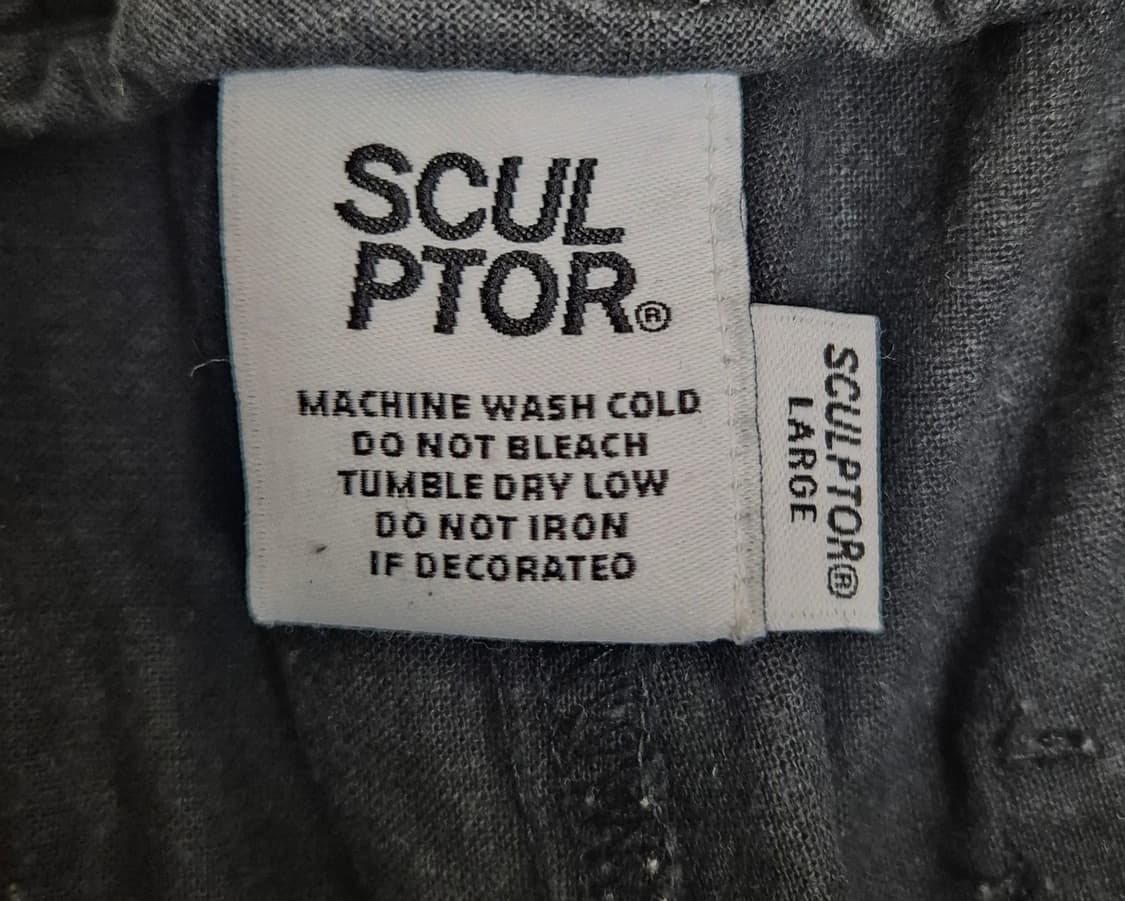 SCUL
PTOR®
MACHINE WASH COLD
DO NOT BLEACH
TUMBLE DRY LOW
DO NOT IRON
IF DECORATED
SCULPTOR®
LARGE